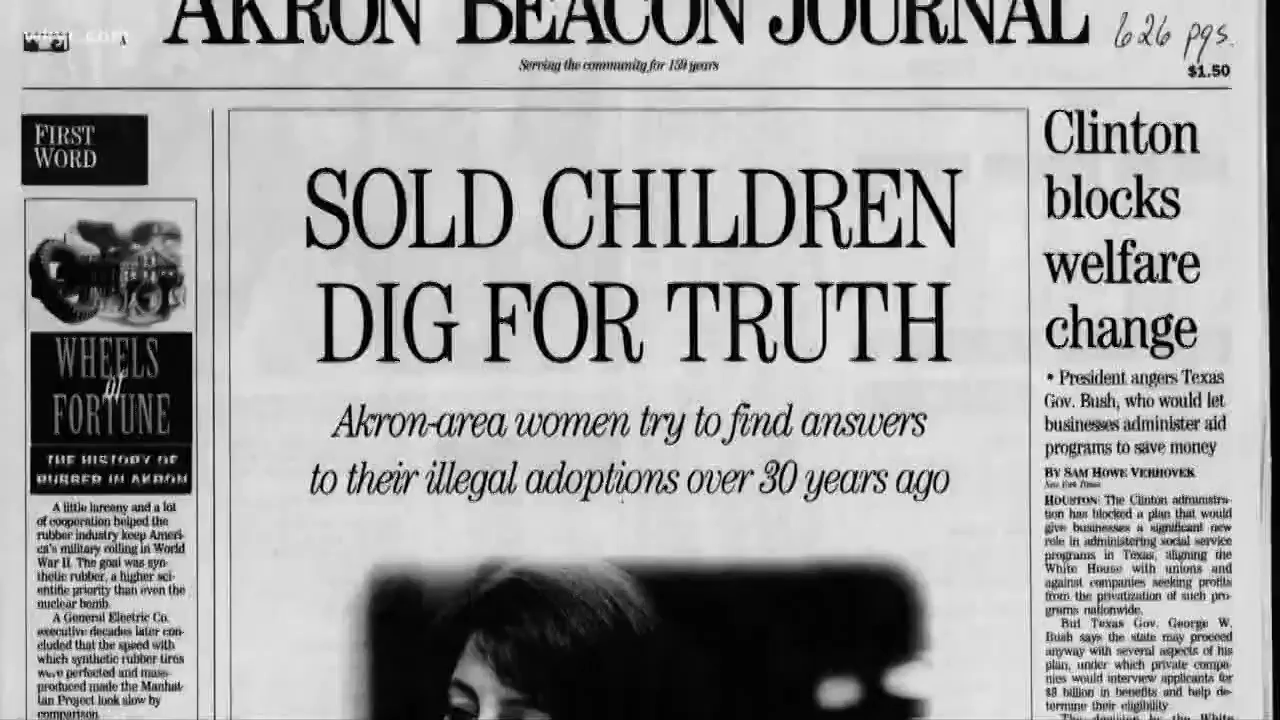 AKRON BEACON JOURNAL
626 pgs.
wkyc.com
Serving the community for 159 years
$1.50
FIRST
WORD
WHEELS
of
FORTUNE
THE HISTORY OF
RUBBER IN AKRON
A little larceny and a lot
of cooperation helped the
rubber industry keep Ameri-
ca's military rolling in World
War II. The goal was syn-
thetic rubber, a higher sci-
entific priority than even the
nuclear bomb.
A General Electric Co.
executive decades later con-
cluded that the speed with
which synthetic rubber tires
were perfected and mass-
produced made the Manhat-
tan Project look slow by
comparison.
SOLD CHILDREN
DIG FOR TRUTH
Akron-area women try to find answers
to their illegal adoptions over 30 years ago
Clinton
blocks
welfare
change
• President angers Texas
Gov. Bush, who would let
businesses administer aid
programs to save money
BY SAM HOWE VERHOVEK
New York Times
HOUSTON: The Clinton administra-
tion has blocked a plan that would
give businesses a significant new
role in administering social service
programs in Texas, aligning the
White House with unions and
against companies seeking profits
from the privatization of such pro-
grams nationwide.
But Texas Gov. George W.
Bush says the state may proceed
anyway with several aspects of his
plan, under which private compa-
nies would interview applicants for
$8 billion in benefits and help de-
termine their eligibility.
The decision by the White